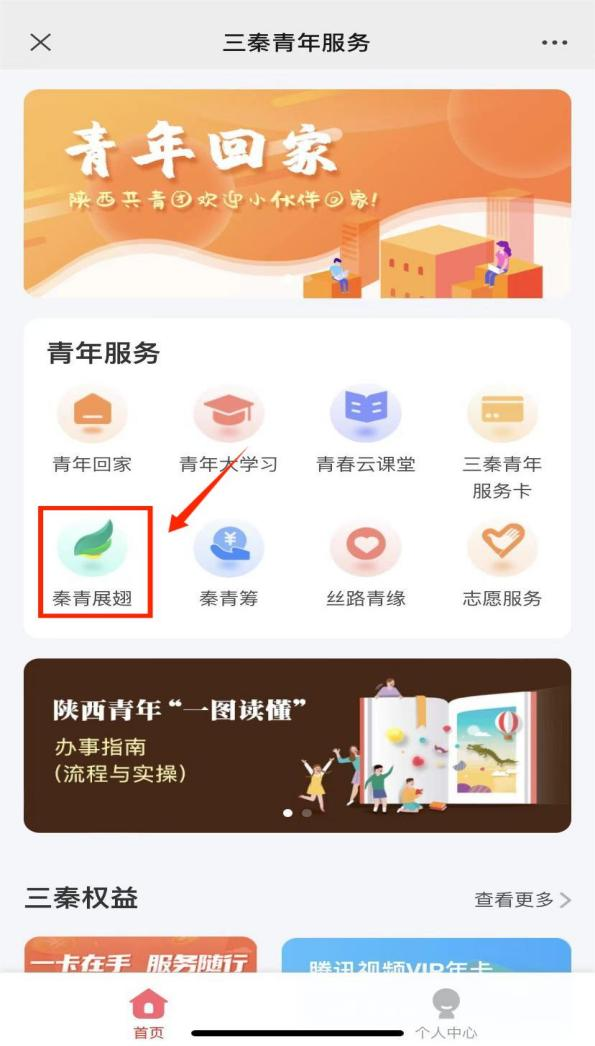 三秦青年服务
青年回家
陕西共青团欢迎小伙伴回家!
青年服务
青年回家
青年大学习
青春云课堂
三秦青年
服务卡
秦青展翅
秦青筹
丝路青缘
志愿服务
陕西青年“一图读懂”
办事指南
(流程与实操)
三秦权益
查看更多
一卡在手 服务随行
腾讯视频VIP年卡
首页
个人中心